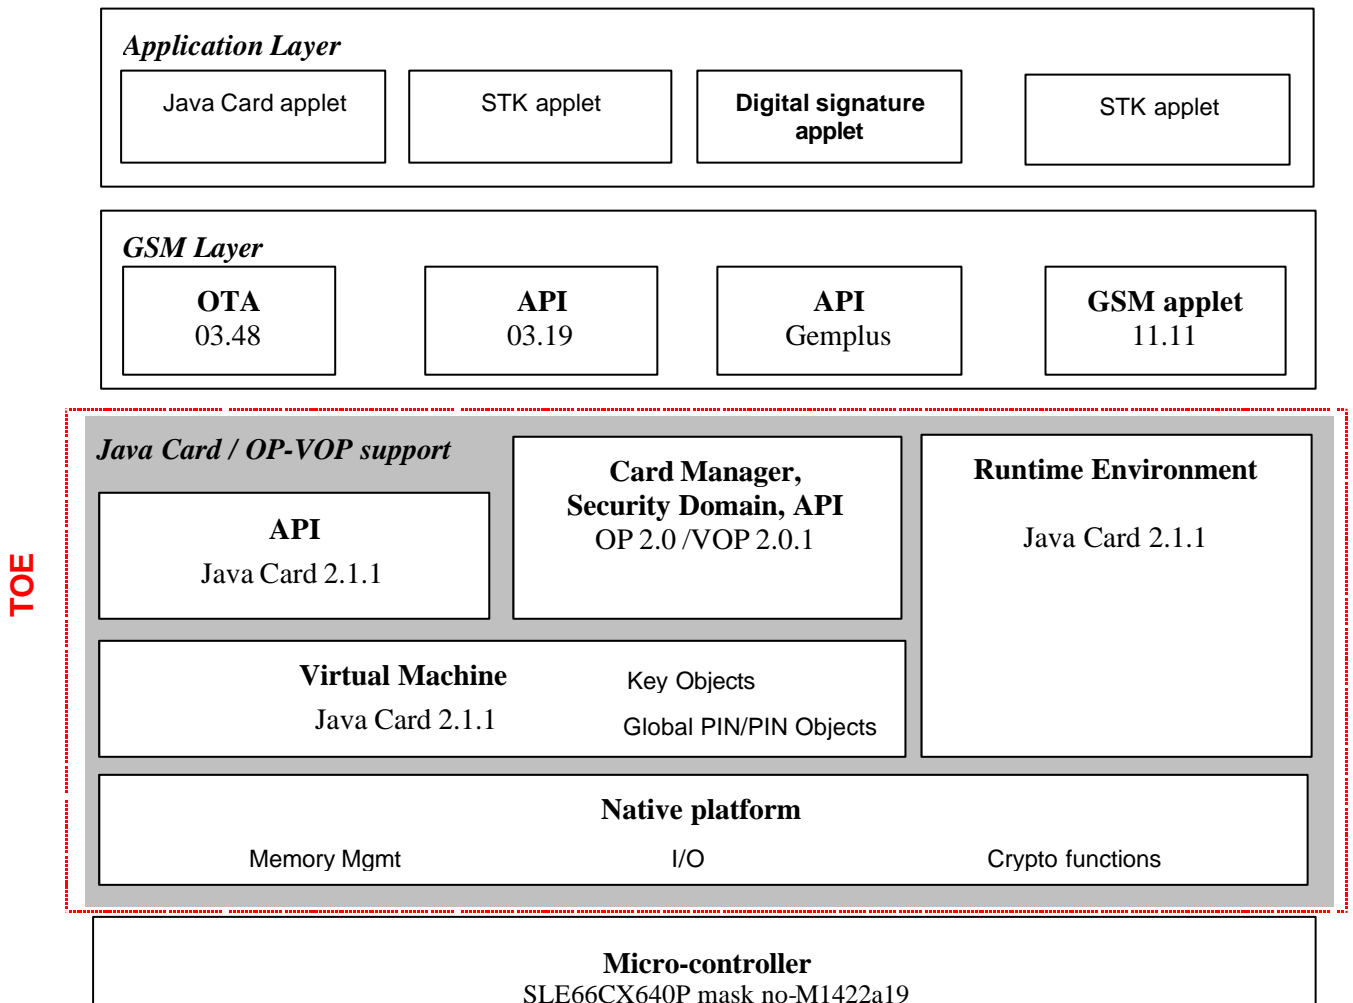 Application Layer
Java Card applet
STK applet
Digital signature
applet
STK applet
GSM Layer
OTA
03.48
API
03.19
API
Gemplus
GSM applet
11.11
TOE
Java Card / OP-VOP support
API
Java Card 2.1.1
Card Manager,
Security Domain, API
OP 2.0 /VOP 2.0.1
Runtime Environment
Java Card 2.1.1
Virtual Machine
Java Card 2.1.1
Key Objects
Global PIN/PIN Objects
Native platform
Memory Mgmt
I/O
Crypto functions
Micro-controller
SLE66CX640P mask no-M1422a19